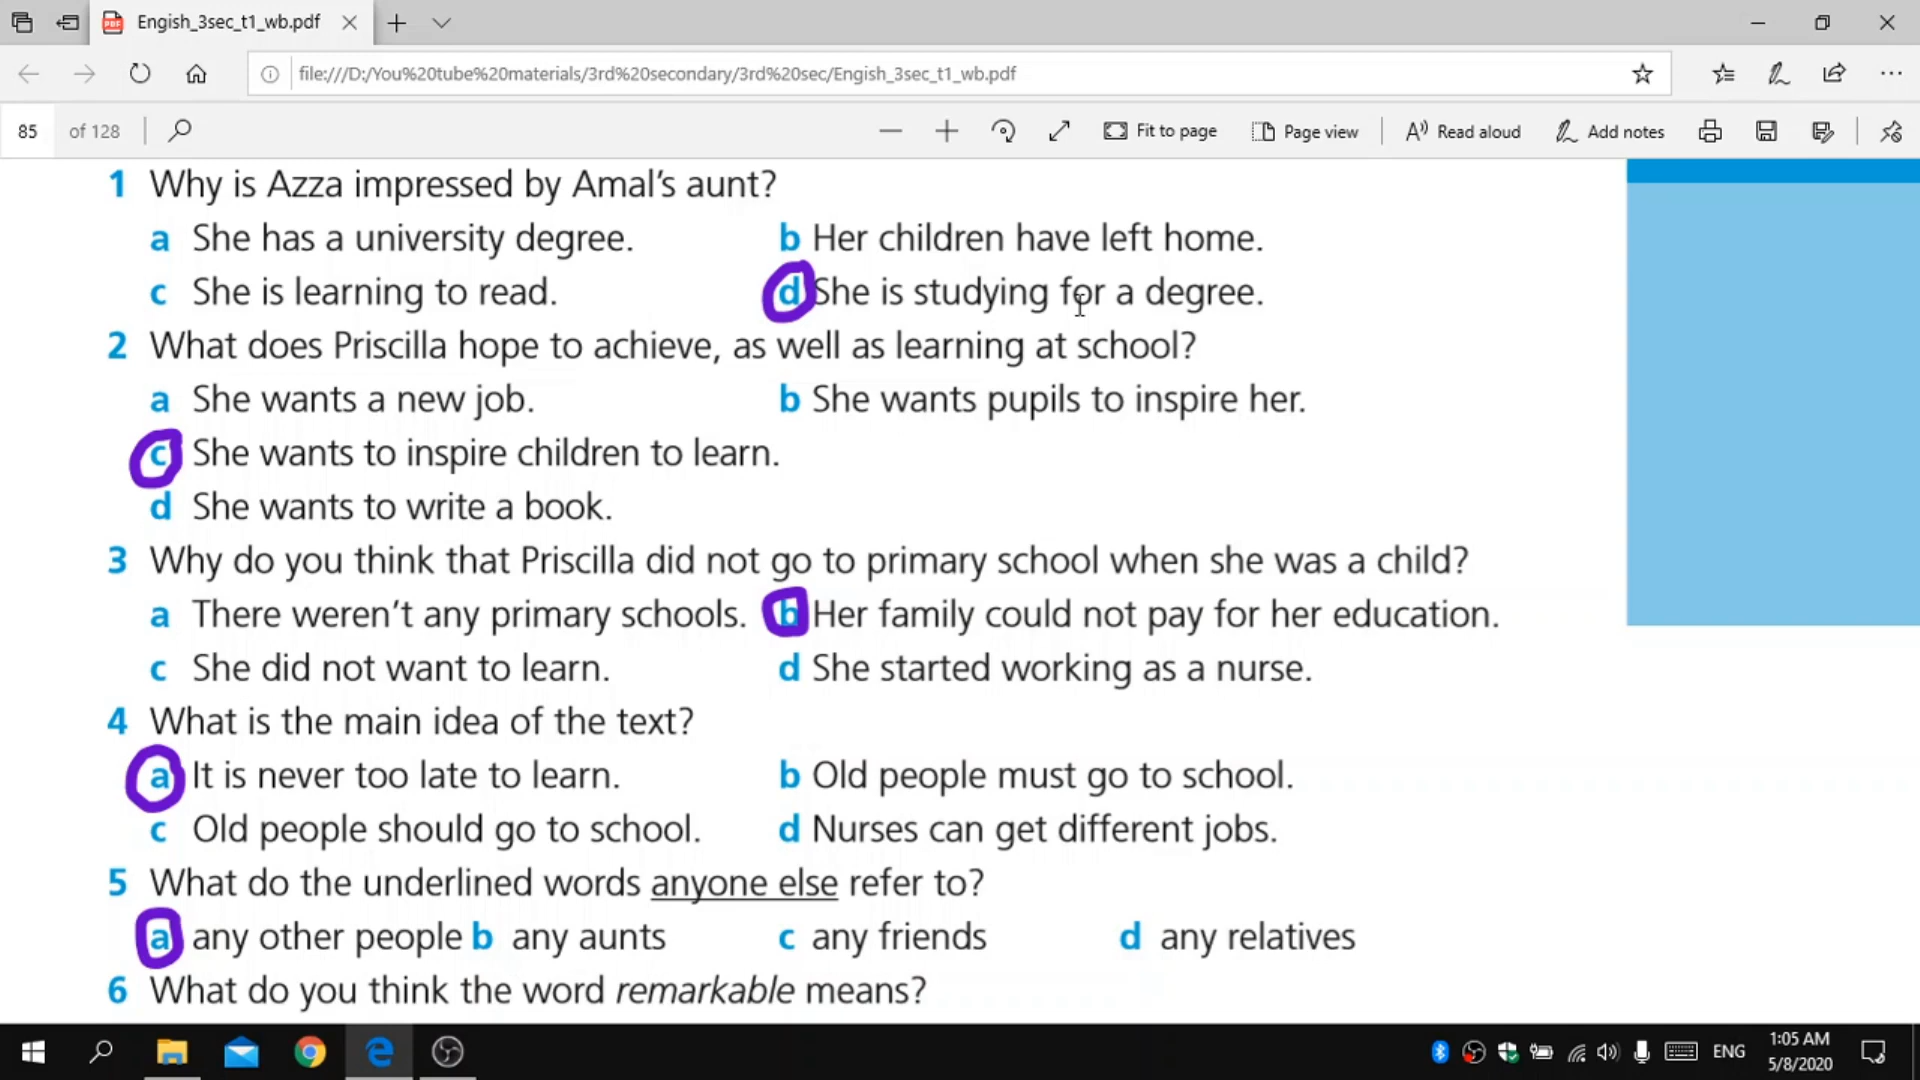 Engish_3sec_t1_wb.pdf
file:///D:/You%20tube%20materials/3rd%20secondary/3rd%20sec/Engish_3sec_t1_wb.pdf
85 of 128 Fit to page Page view Read aloud Add notes
1 Why is Azza impressed by Amal's aunt?
a She has a university degree. b Her children have left home.
c She is learning to read. d She is studying for a degree.
2 What does Priscilla hope to achieve, as well as learning at school?
a She wants a new job. b She wants pupils to inspire her.
c She wants to inspire children to learn.
d She wants to write a book.
3 Why do you think that Priscilla did not go to primary school when she was a child?
a There weren't any primary schools. b Her family could not pay for her education.
c She did not want to learn. d She started working as a nurse.
4 What is the main idea of the text?
a It is never too late to learn. b Old people must go to school.
c Old people should go to school. d Nurses can get different jobs.
5 What do the underlined words anyone else refer to?
a any other people b any aunts c any friends d any relatives
6 What do you think the word remarkable means?
ENG 1:05 AM
5/8/2020